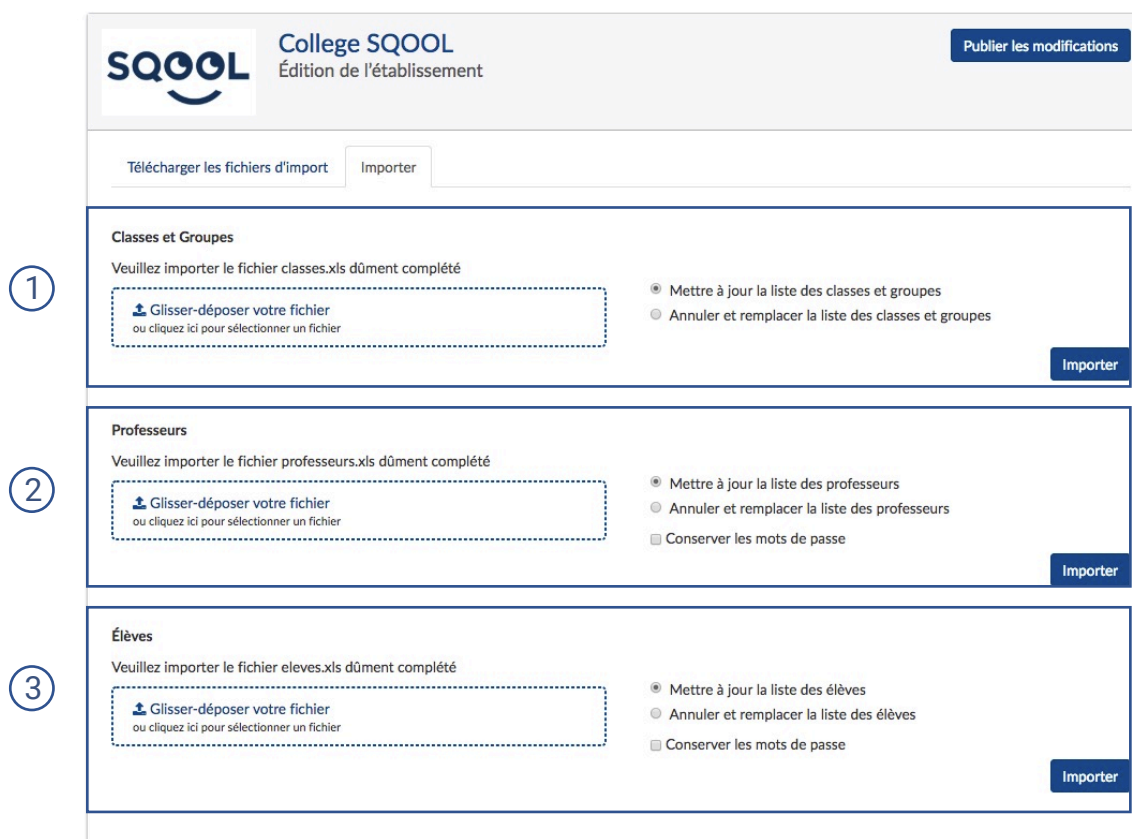 SQOOL
College SQOOL
Édition de l'établissement
Publier les modifications
Télécharger les fichiers d'import
Importer
1
Classes et Groupes
Veuillez importer le fichier classes.xls dûment complété
Glisser-déposer votre fichier
ou cliquez ici pour sélectionner un fichier
Mettre à jour la liste des classes et groupes
Annuler et remplacer la liste des classes et groupes
Importer
2
Professeurs
Veuillez importer le fichier professeurs.xls dûment complété
Glisser-déposer votre fichier
ou cliquez ici pour sélectionner un fichier
Mettre à jour la liste des professeurs
Annuler et remplacer la liste des professeurs
Conserver les mots de passe
Importer
3
Élèves
Veuillez importer le fichier eleves.xls dûment complété
Glisser-déposer votre fichier
ou cliquez ici pour sélectionner un fichier
Mettre à jour la liste des élèves
Annuler et remplacer la liste des élèves
Conserver les mots de passe
Importer